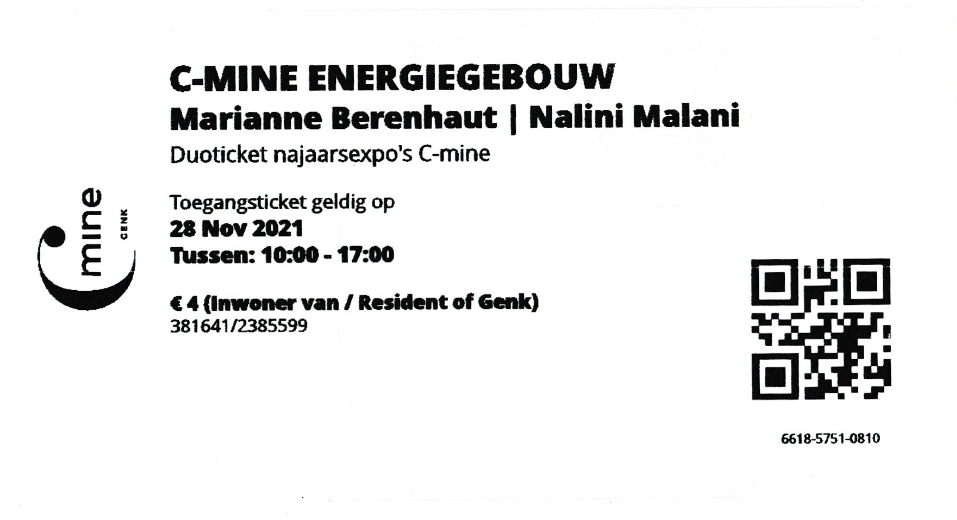 C-MINE ENERGIEGEBOUW
Marianne Berenhaut | Nalini Malani
Duoticket najaarsexpo's C-mine
Toegangsticket geldig op
28 Nov 2021
Tussen: 10:00 - 17:00
€ 4 (Inwoner van / Resident of Genk)
381641/2385599
Cmine
GENK
6618-5751-0810